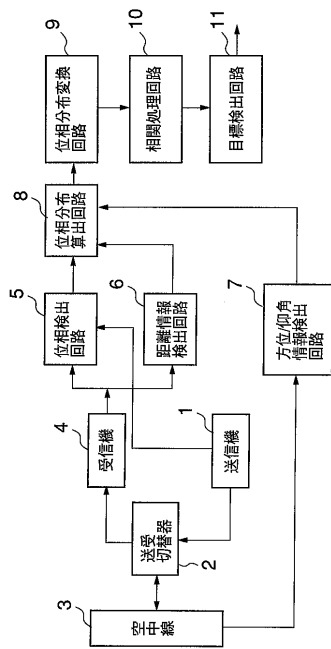 3
空中線
2
送受
切替器
4
受信機
1
送信機
5
位相検出
回路
6
距離情報
検出回路
7
方位/仰角
情報検出
回路
8
位相分布
算出回路
9
位相分布変換
回路
10
相関処理回路
11
目標検出回路